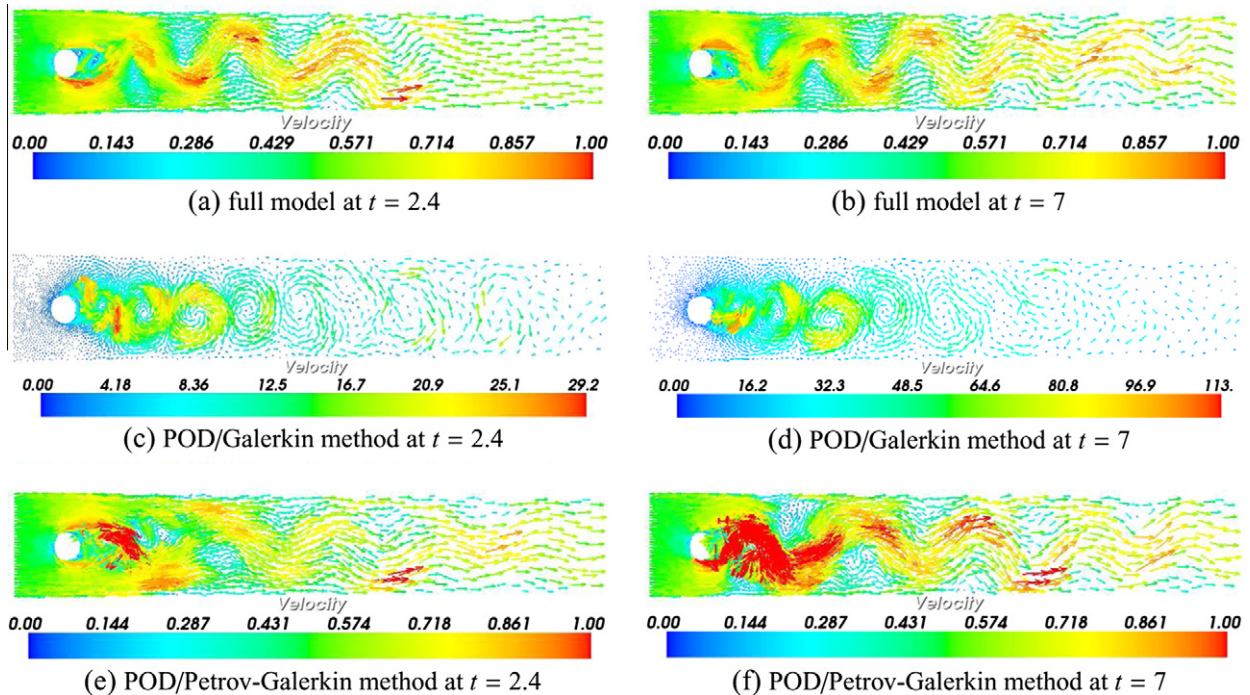 Velocity
0.00 0.143 0.286 0.429 0.571 0.714 0.857 1.00
(a) full model at t = 2.4
Velocity
0.00 0.143 0.286 0.429 0.571 0.714 0.857 1.00
(b) full model at t = 7
Velocity
0.00 4.18 8.36 12.5 16.7 20.9 25.1 29.2
(c) POD/Galerkin method at t = 2.4
Velocity
0.00 16.2 32.3 48.5 64.6 80.8 96.9 113.
(d) POD/Galerkin method at t = 7
Velocity
0.00 0.144 0.287 0.431 0.574 0.718 0.861 1.00
(e) POD/Petrov-Galerkin method at t = 2.4
Velocity
0.00 0.144 0.287 0.431 0.574 0.718 0.861 1.00
(f) POD/Petrov-Galerkin method at t = 7